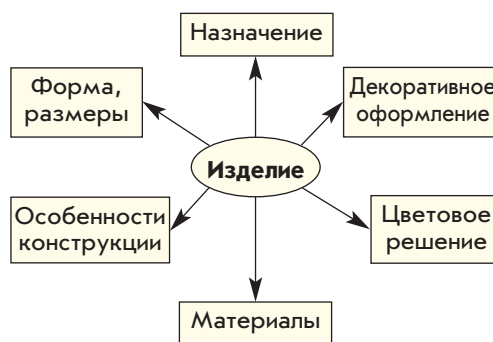 Назначение
Форма,
размеры
Декоративное
оформление
Изделие
Особенности
конструкции
Цветовое
решение
Материалы